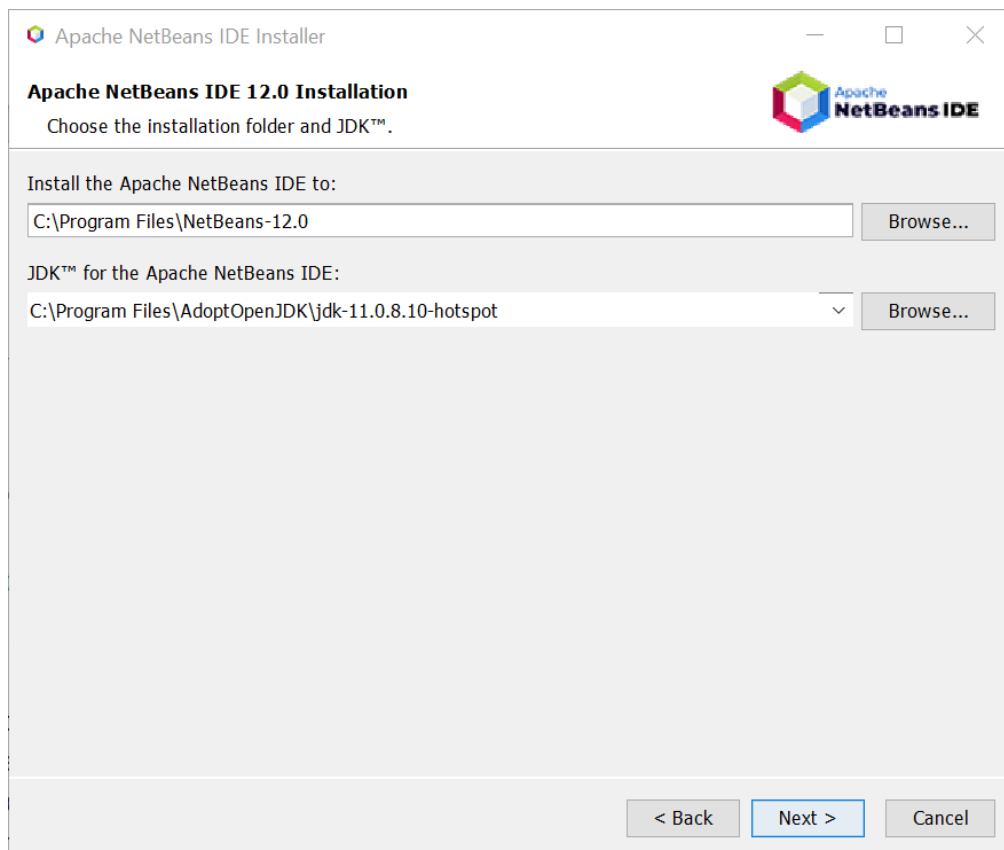 Apache NetBeans IDE Installer
Apache NetBeans IDE 12.0 Installation
Choose the installation folder and JDK™.
Apache
NetBeans IDE
Install the Apache NetBeans IDE to:
C:\Program Files\NetBeans-12.0
Browse...
JDK™ for the Apache NetBeans IDE:
C:\Program Files\AdoptOpenJDK\jdk-11.0.8.10-hotspot
Browse...
< Back
Next >
Cancel